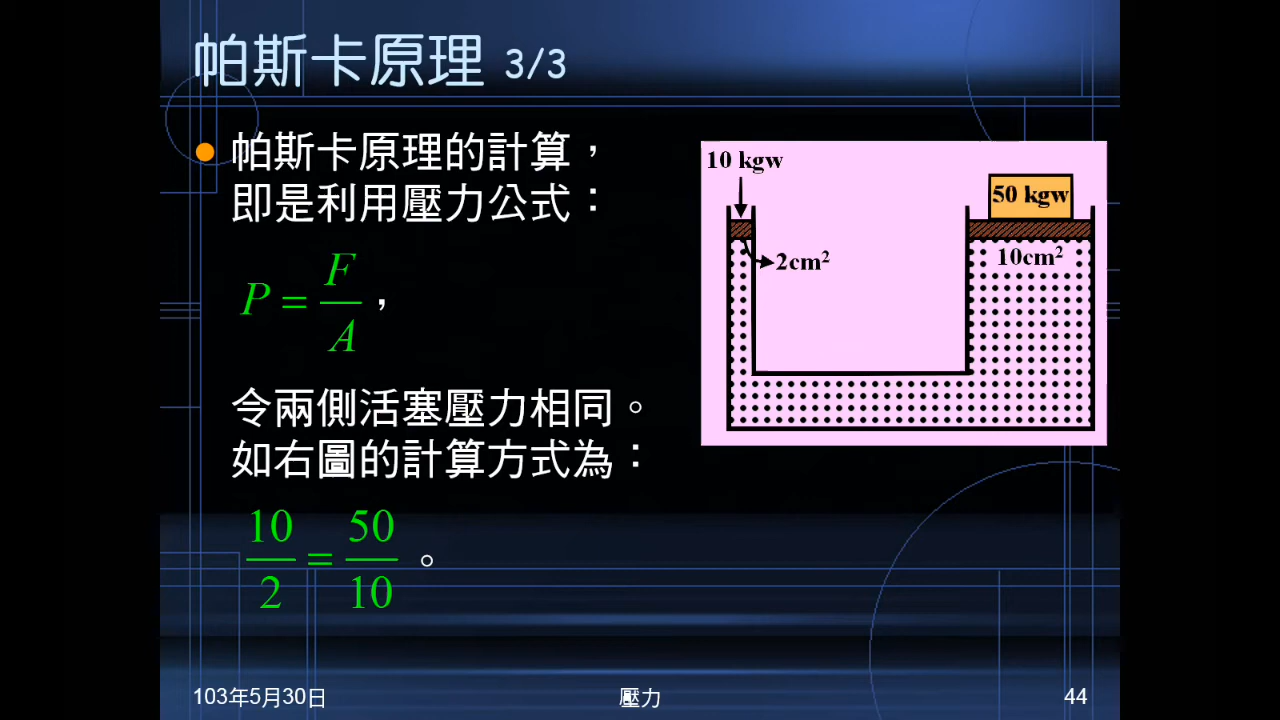 帕斯卡原理 3/3
帕斯卡原理的計算，
即是利用壓力公式：
P = F/A，
令兩側活塞壓力相同。
如右圖的計算方式為：
10/2 = 50/10。
10 kgw
50 kgw
2cm²
10cm²
103年5月30日
壓力
44